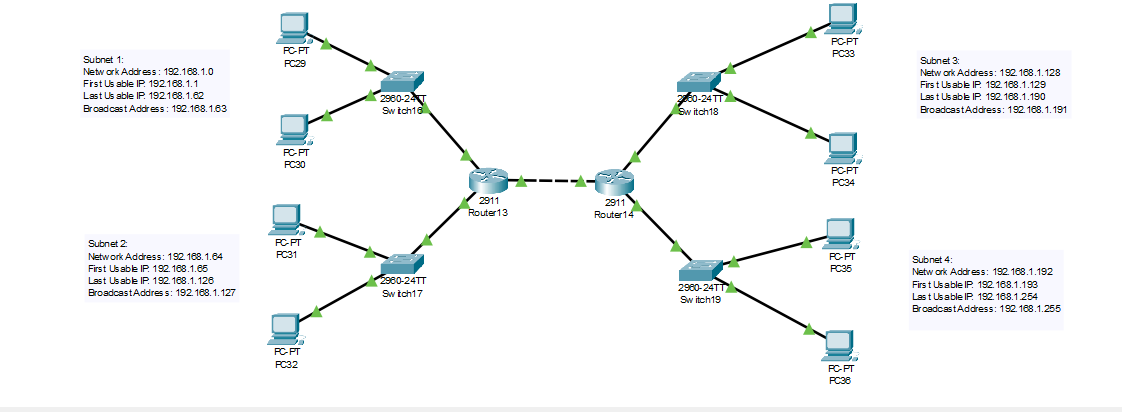 PC-PT
PC29
PC-PT
PC33
Subnet 1:
Network Address: 192.168.1.0
First Usable IP: 192.168.1.1
Last Usable IP: 192.168.1.62
Broadcast Address: 192.168.1.63
Subnet 3:
Network Address: 192.168.1.128
First Usable IP: 192.168.1.129
Last Usable IP: 192.168.1.190
Broadcast Address: 192.168.1.191
2960-24TT
Switch16
2960-24TT
Switch18
PC-PT
PC30
PC-PT
PC34
2911
Router13
2911
Router14
PC-PT
PC31
PC-PT
PC35
Subnet 2:
Network Address: 192.168.1.64
First Usable IP: 192.168.1.65
Last Usable IP: 192.168.1.126
Broadcast Address: 192.168.1.127
2960-24TT
Switch17
2960-24TT
Switch19
Subnet 4:
Network Address: 192.168.1.192
First Usable IP: 192.168.1.193
Last Usable IP: 192.168.1.254
Broadcast Address: 192.168.1.255
PC-PT
PC32
PC-PT
PC36